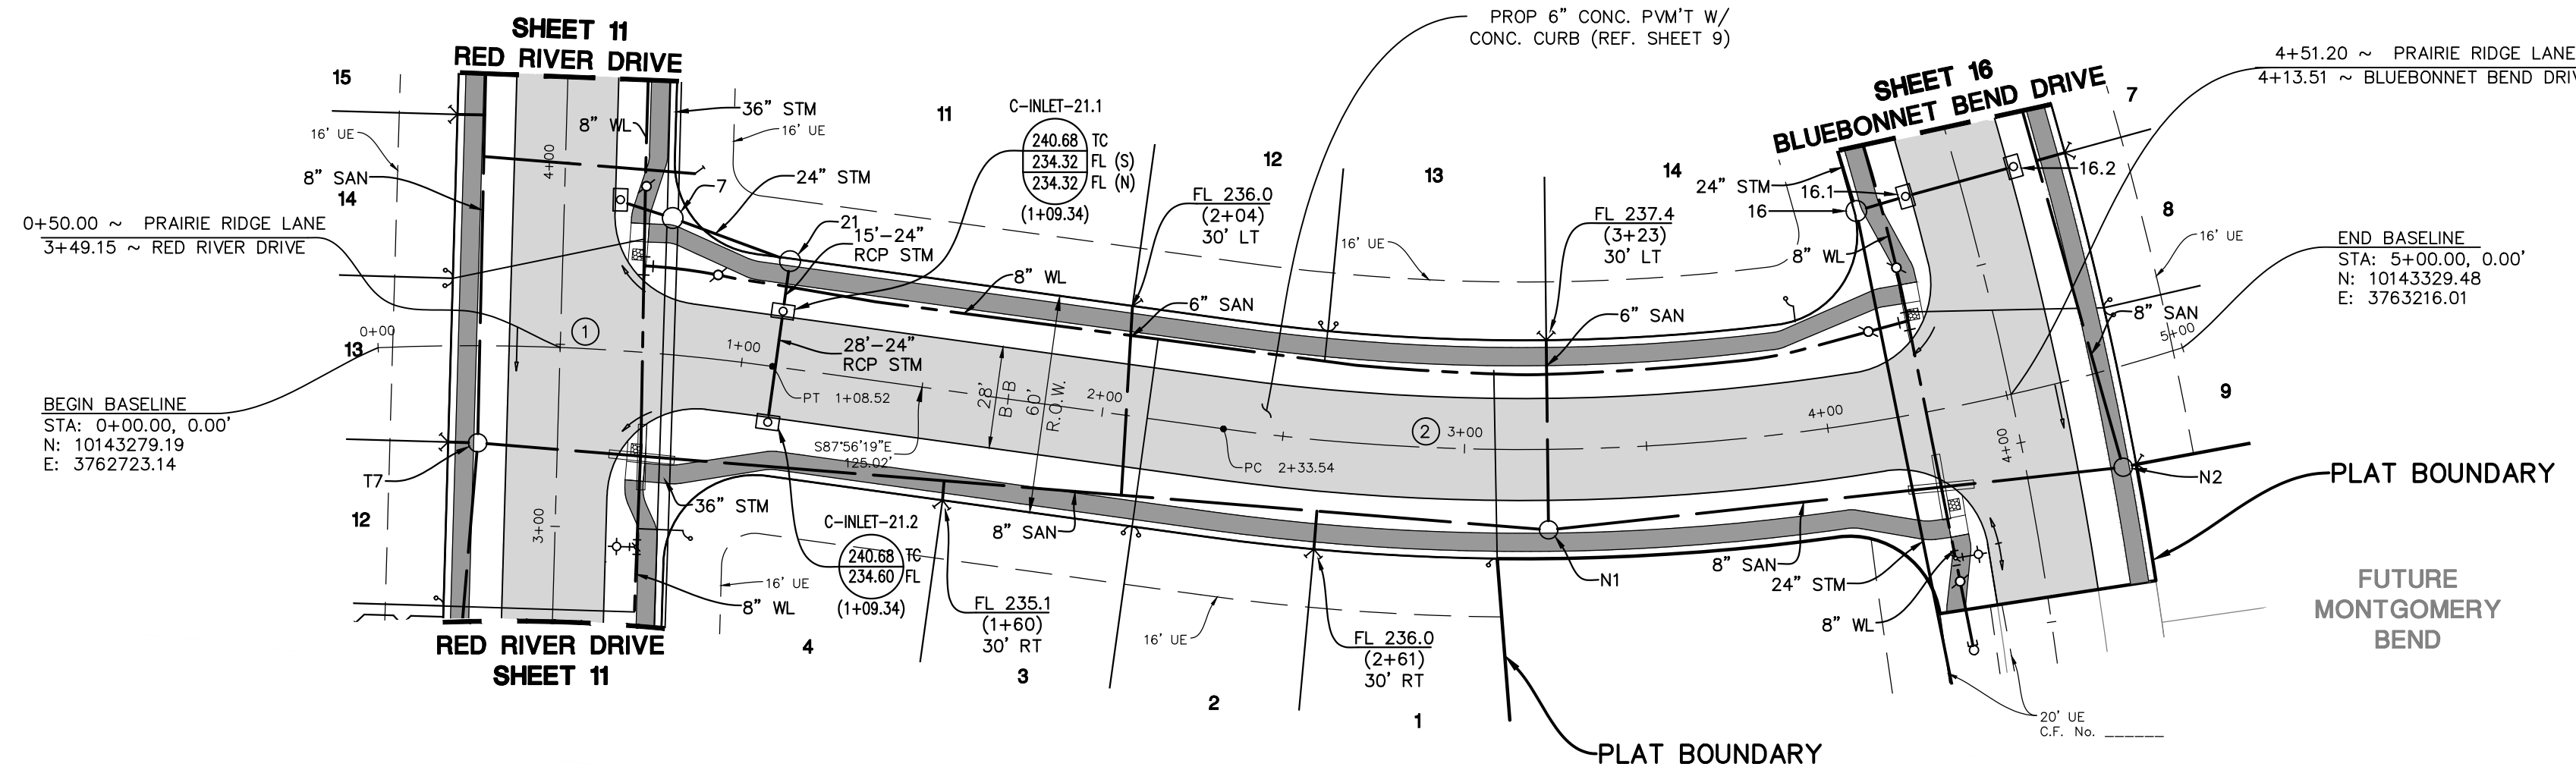 SHEET 11
RED RIVER DRIVE
15
16' UE
8" SAN
14
0+50.00 ~ PRAIRIE RIDGE LANE
3+49.15 ~ RED RIVER DRIVE
0+00
13
BEGIN BASELINE
STA: 0+00.00, 0.00'
N: 10143279.19
E: 3762723.14
T7
12
RED RIVER DRIVE
SHEET 11
4+00
3+00
1
8" WL
36" STM
16' UE
7
24" STM
11
21
15'-24"
RCP STM
C-INLET-21.1
240.68 TC
234.32 FL (S)
234.32 FL (N)
(1+09.34)
1+00
28'-24"
RCP STM
PT 1+08.52
S87°56'19"E
125.02'
28'
B-B
60'
R.O.W.
8" WL
2+00
36" STM
C-INLET-21.2
240.68 TC
234.60 FL
(1+09.34)
16' UE
8" WL
4
8" SAN
FL 235.1
(1+60)
30' RT
3
PROP 6" CONC. PVM'T W/
CONC. CURB (REF. SHEET 9)
12
FL 236.0
(2+04)
30' LT
6" SAN
13
16' UE
PC 2+33.54
2
3+00
14
FL 237.4
(3+23)
30' LT
6" SAN
16' UE
2
FL 236.0
(2+61)
30' RT
1
N1
PLAT BOUNDARY
SHEET 16
BLUEBONNET BEND DRIVE
24" STM
16.1
16
16.2
8" WL
4+00
4+00
8" SAN
24" STM
8" WL
4+51.20 ~ PRAIRIE RIDGE LANE
4+13.51 ~ BLUEBONNET BEND DRIV
7
8
16' UE
8" SAN
5+00
END BASELINE
STA: 5+00.00, 0.00'
N: 10143329.48
E: 3763216.01
9
N2
PLAT BOUNDARY
FUTURE
MONTGOMERY
BEND
20' UE
C.F. No. ______